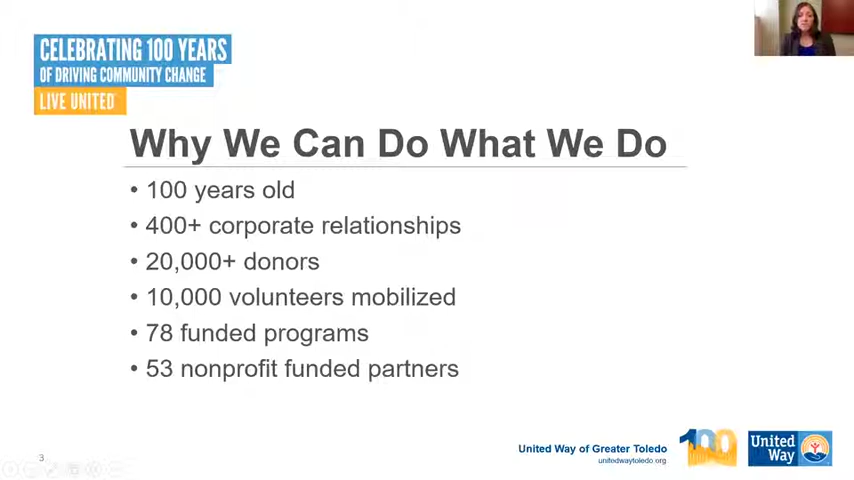 CELEBRATING 100 YEARS
OF DRIVING COMMUNITY CHANGE
LIVE UNITED
Why We Can Do What We Do
• 100 years old
• 400+ corporate relationships
• 20,000+ donors
• 10,000 volunteers mobilized
• 78 funded programs
• 53 nonprofit funded partners
3
United Way of Greater Toledo
unitedwaytoledo.org
100
United
Way